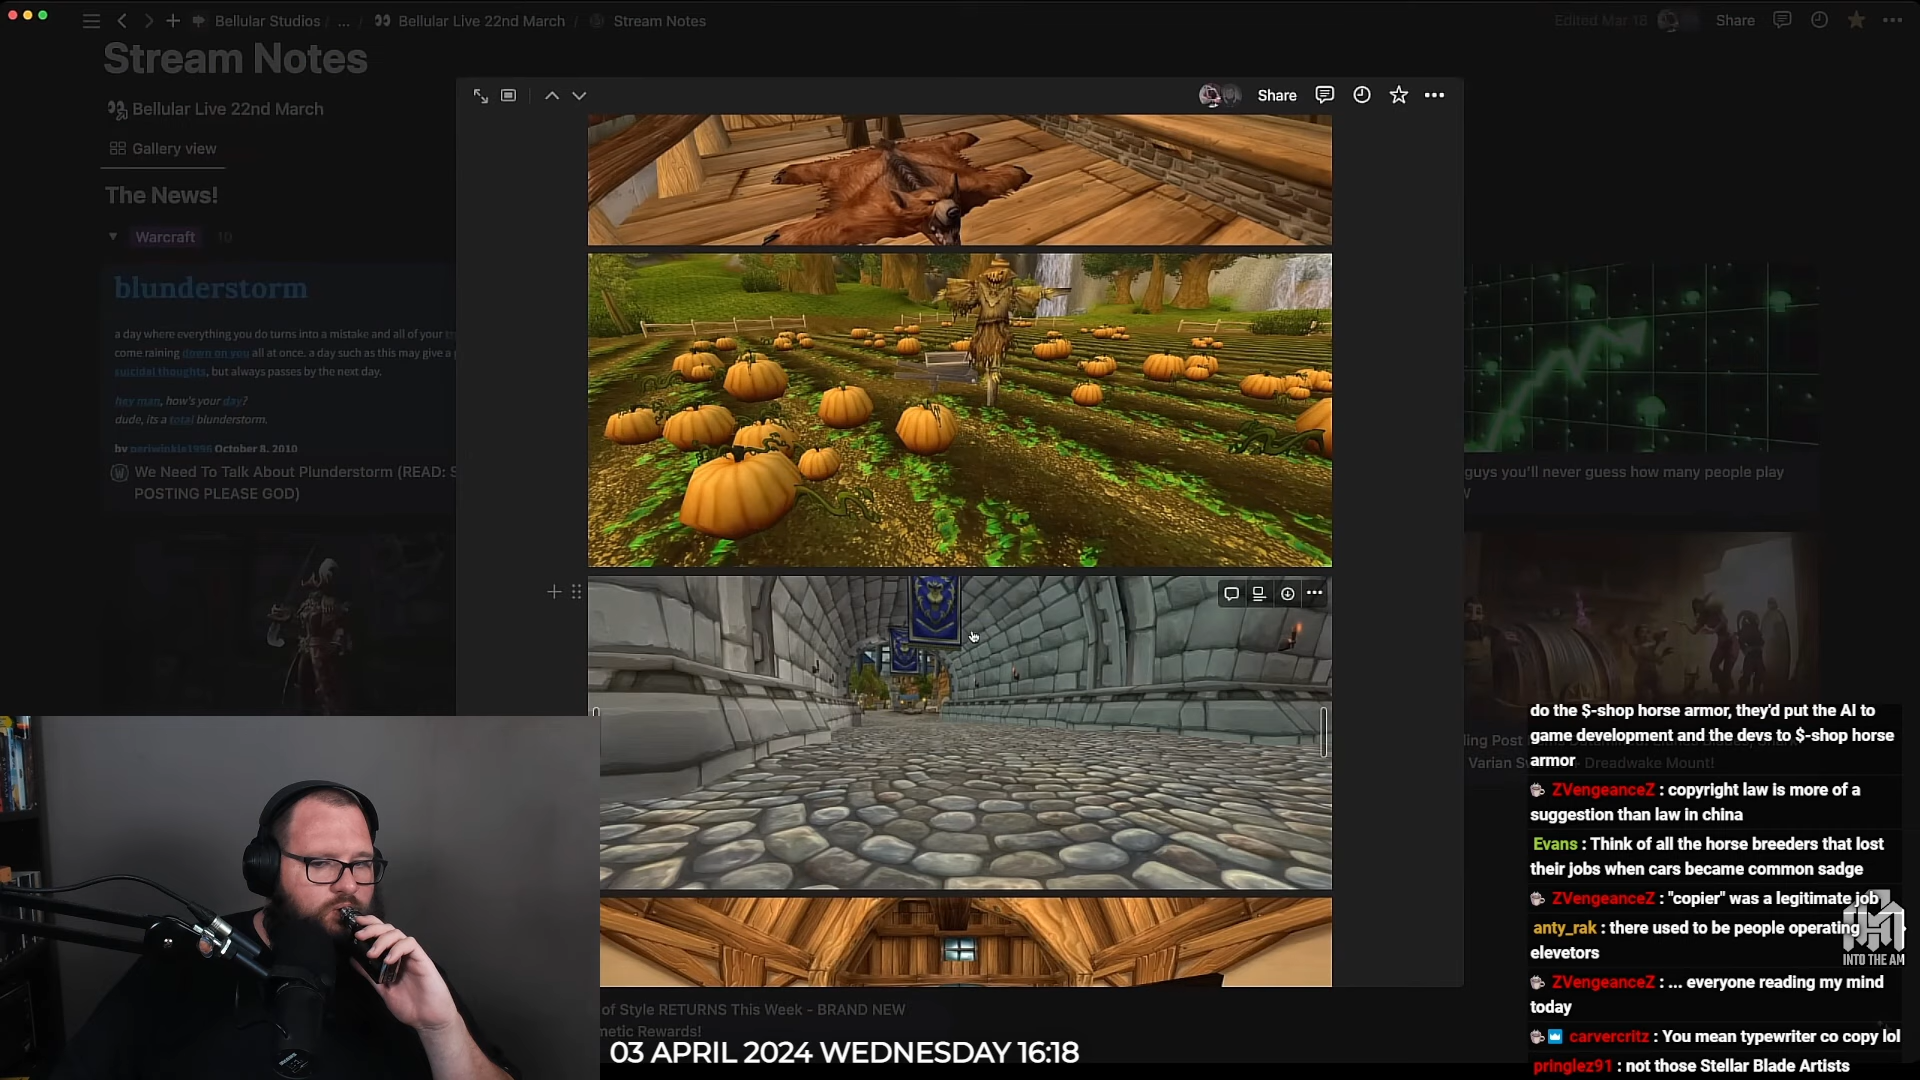 Bellular Studios / ... / Bellular Live 22nd March / Stream Notes
Edited Mar 18
Share
Stream Notes
Bellular Live 22nd March
Gallery view
The News!
Warcraft 10
blunderstorm
a day where everything you do turns into a mistake and all of your
come raining down on you all at once. a day such as this may give a
suicidal thoughts, but always passes by the next day.
hey man, how's your day?
dude, its a total blunderstorm.
by periwinkle1956 October 8, 2010
We Need To Talk About Plunderstorm (READ: S
POSTING PLEASE GOD)
Share
guys you'll never guess how many people play
W
ling Post
Varian Dreadwake Mount!
of Style RETURNS This Week - BRAND NEW
metic Rewards!
03 APRIL 2024 WEDNESDAY 16:18
do the $-shop horse armor, they'd put the AI to
game development and the devs to $-shop horse
armor
ZVengeanceZ : copyright law is more of a
suggestion than law in china
Evans : Think of all the horse breeders that lost
their jobs when cars became common sadge
ZVengeanceZ : "copier" was a legitimate job
anty_rak : there used to be people operating
elevetors
ZVengeanceZ : ... everyone reading my mind
today
carvercritz : You mean typewriter co copy lol
pringlez91 : not those Stellar Blade Artists
INTO THE AM